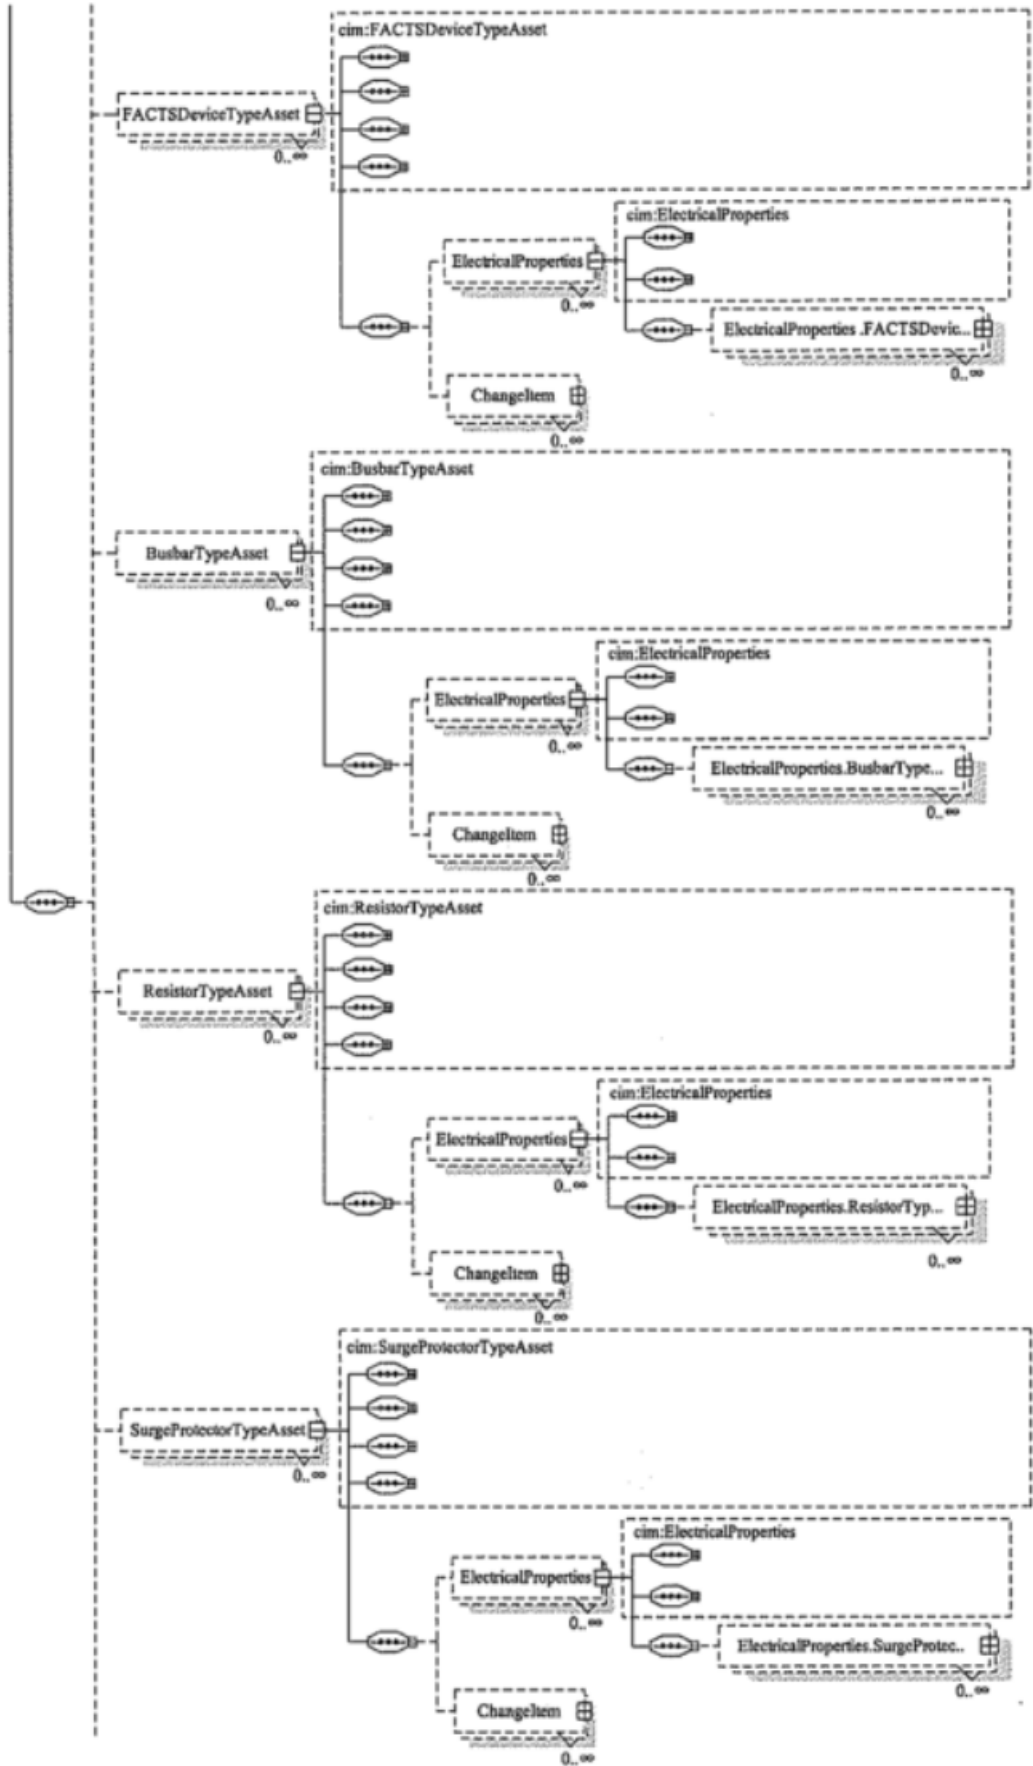 cim:FACTSDeviceTypeAsset
FACTSDeviceTypeAsset
0..∞
cim:ElectricalProperties
ElectricalProperties
0..∞
ElectricalProperties .FACTSDevic...
0..∞
ChangeItem
0..∞
cim:BusbarTypeAsset
BusbarTypeAsset
0..∞
cim:ElectricalProperties
ElectricalProperties
0..∞
ElectricalProperties.BusbarType...
0..∞
ChangeItem
0..∞
cim:ResistorTypeAsset
ResistorTypeAsset
0..∞
cim:ElectricalProperties
ElectricalProperties
0..∞
ElectricalProperties.ResistorTyp...
0..∞
ChangeItem
0..∞
cim:SurgeProtectorTypeAsset
SurgeProtectorTypeAsset
0..∞
cim:ElectricalProperties
ElectricalProperties
0..∞
ElectricalProperties.SurgeProtec..
0..∞
ChangeItem
0..∞